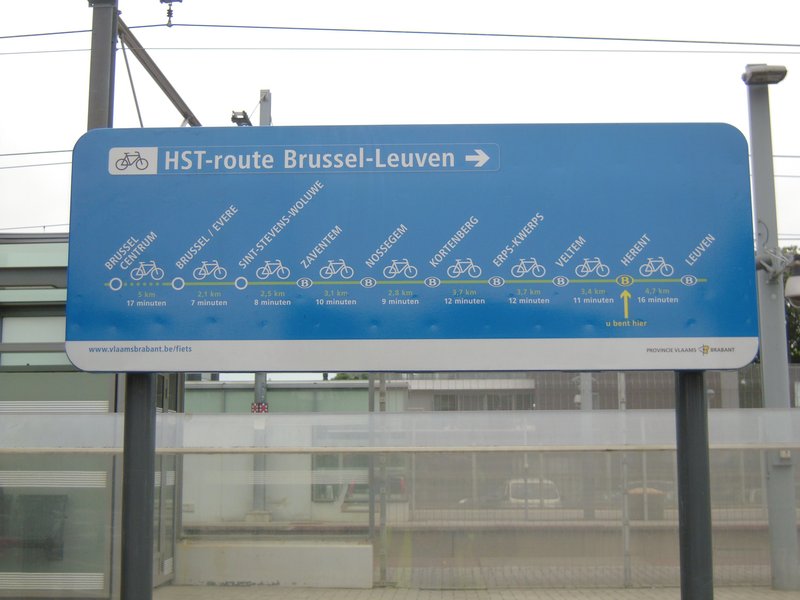 HST-route Brussel-Leuven
BRUSSEL
CENTRUM
BRUSSEL / EVERE
SINT-STEVENS-WOLUWE
ZAVENTEM
NOSSEGEM
KORTENBERG
ERPS-KWERPS
VELTEM
HERENT
LEUVEN
B B B B B B B
5 km 2,1 km 2,5 km 3,1 km 2,8 km 3,7 km 3,7 km 3,4 km 4,7 km
17 minuten 7 minuten 8 minuten 10 minuten 9 minuten 12 minuten 12 minuten 11 minuten 16 minuten
u bent hier
www.vlaamsbrabant.be/fiets
PROVINCIE VLAAMS BRABANT